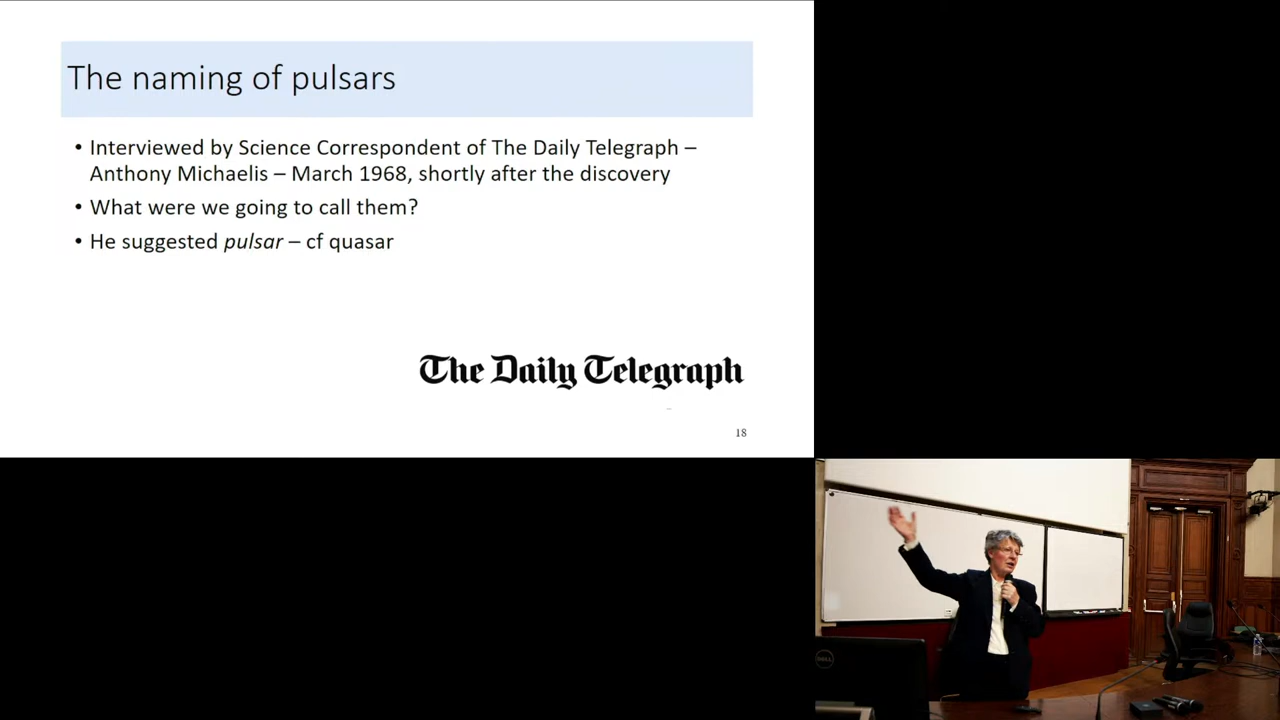 The naming of pulsars
• Interviewed by Science Correspondent of The Daily Telegraph –
Anthony Michaelis – March 1968, shortly after the discovery
• What were we going to call them?
• He suggested pulsar – cf quasar
The Daily Telegraph
18
DELL